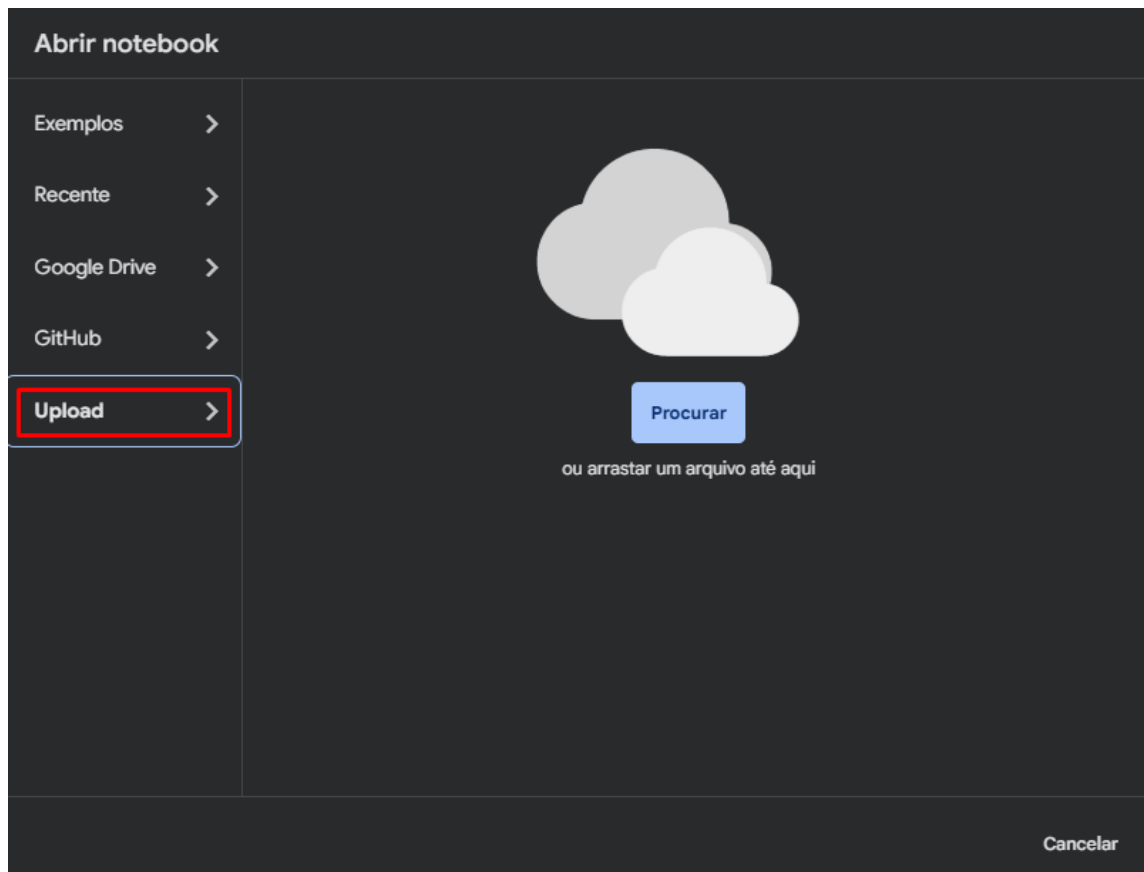 Abrir notebook
Exemplos
Recente
Google Drive
GitHub
Upload
Procurar
ou arrastar um arquivo até aqui
Cancelar